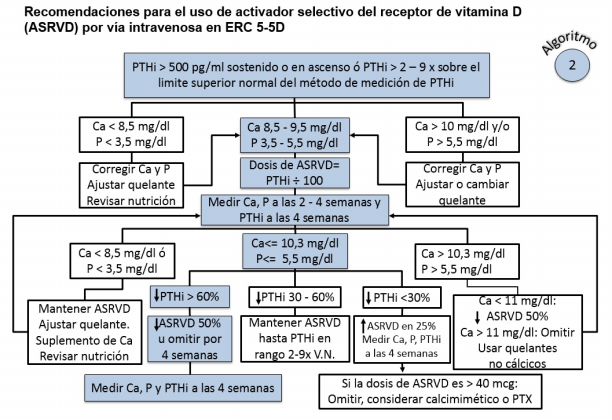 Recomendaciones para el uso de activador selectivo del receptor de vitamina D
(ASRVD) por vía intravenosa en ERC 5-5D
Algoritmo
2
PTHi > 500 pg/ml sostenido o en ascenso ó PTHi > 2 – 9 x sobre el
limite superior normal del método de medición de PTHi
Ca < 8,5 mg/dl
P < 3,5 mg/dl
Ca 8,5 - 9,5 mg/dl
P 3,5 - 5,5 mg/dl
Ca > 10 mg/dl y/o
P > 5,5 mg/dl
Corregir Ca y P
Ajustar quelante
Revisar nutrición
Dosis de ASRVD=
PTHi ÷ 100
Corregir Ca y P
Ajustar o cambiar
quelante
Medir Ca, P a las 2 - 4 semanas y
PTHi a las 4 semanas
Ca < 8,5 mg/dl ó
P < 3,5 mg/dl
Ca<= 10,3 mg/dl
P<= 5,5 mg/dl
Ca > 10,3 mg/dl
P > 5,5 mg/dl
Mantener ASRVD
Ajustar quelante.
Suplemento de Ca
Revisar nutrición
↓PTHi > 60%
↓PTHi 30 - 60%
↓PTHi <30%
↓ASRVD 50%
u omitir por
4 semanas
Mantener ASRVD
hasta PTHi en
rango 2-9x V.N.
↑ASRVD en 25%
Medir Ca, P, PTHi
a las 4 semanas
Ca < 11 mg/dl:
↓ ASRVD 50%
Ca > 11 mg/dl: Omitir
Usar quelantes
no cálcicos
Medir Ca, P y PTHi a las 4 semanas
Si la dosis de ASRVD es > 40 mcg:
Omitir, considerar calcimimético o PTX